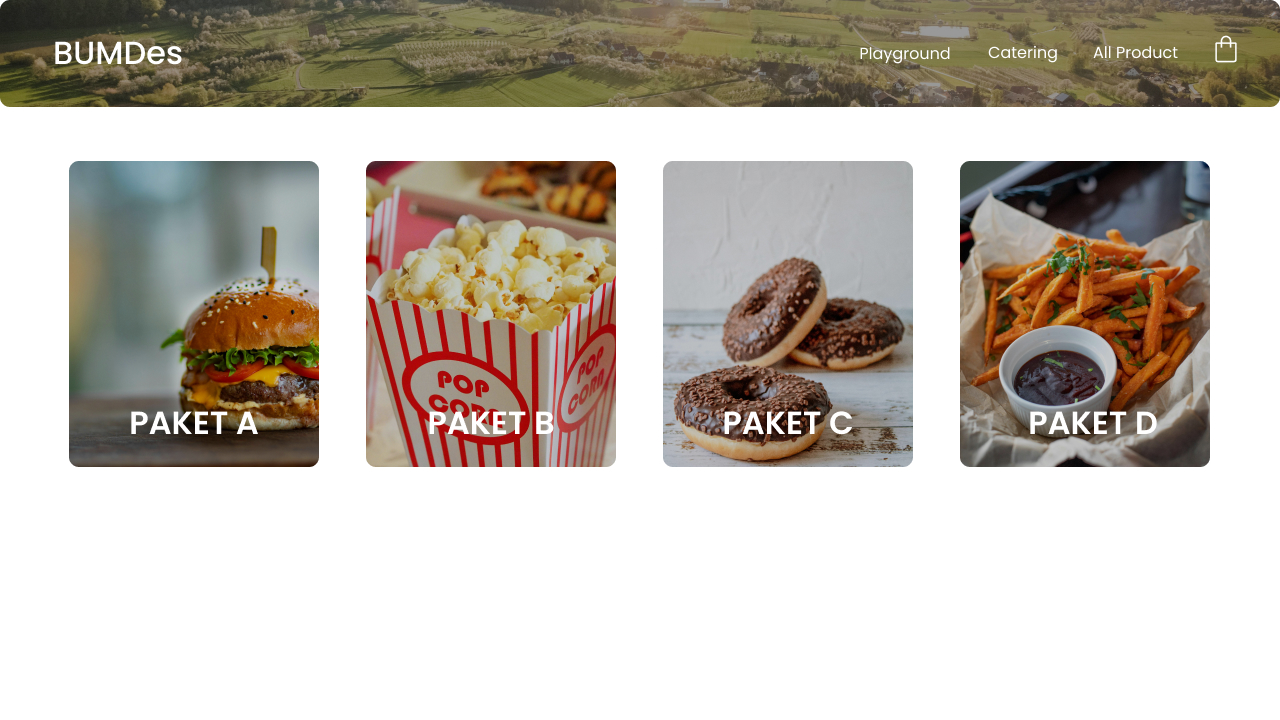 BUMDes
Playground
Catering
All Product
POP
CORN
POP
CORN
PAKET A
PAKET B
PAKET C
PAKET D